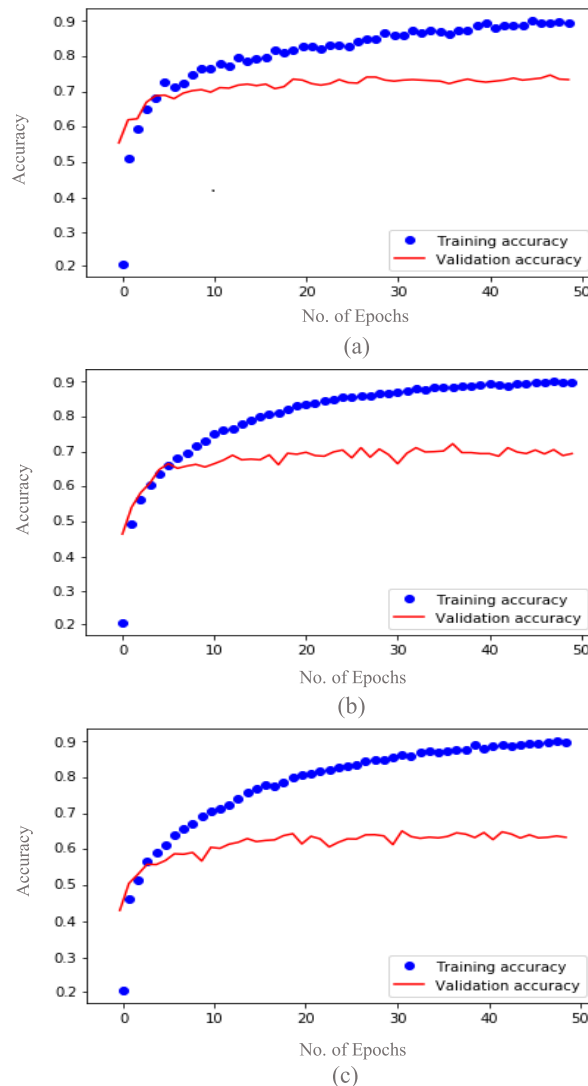 0.9
0.8
0.7
0.6
0.5
0.4
0.3
0.2
Accuracy
Training accuracy
Validation accuracy
0 10 20 30 40 50
No. of Epochs
(a)
0.9
0.8
0.7
0.6
0.5
0.4
0.3
0.2
Accuracy
Training accuracy
Validation accuracy
0 10 20 30 40 50
No. of Epochs
(b)
0.9
0.8
0.7
0.6
0.5
0.4
0.3
0.2
Accuracy
Training accuracy
Validation accuracy
0 10 20 30 40 50
No. of Epochs
(c)